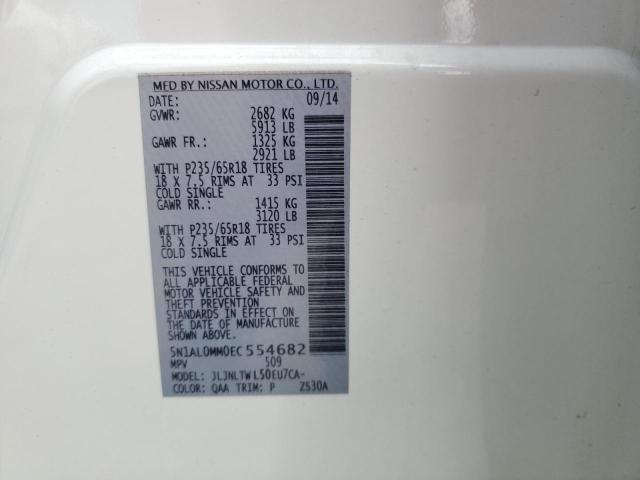 MFD BY NISSAN MOTOR CO., LTD.
DATE: 09/14
GVWR: 2682 KG
5913 LB
GAWR FR.: 1325 KG
2921 LB
WITH P235/65R18 TIRES
18 X 7.5 RIMS AT 33 PSI
COLD SINGLE
GAWR RR.: 1415 KG
3120 LB
WITH P235/65R18 TIRES
18 X 7.5 RIMS AT 33 PSI
COLD SINGLE
THIS VEHICLE CONFORMS TO
ALL APPLICABLE FEDERAL
MOTOR VEHICLE SAFETY AND
THEFT PREVENTION
STANDARDS IN EFFECT ON
THE DATE OF MANUFACTURE
SHOWN ABOVE.
5N1AL0MM0EC554682
MPV 509
MODEL: JLJNLTWL50EU7CA-
COLOR: QAA TRIM: P ZS30A